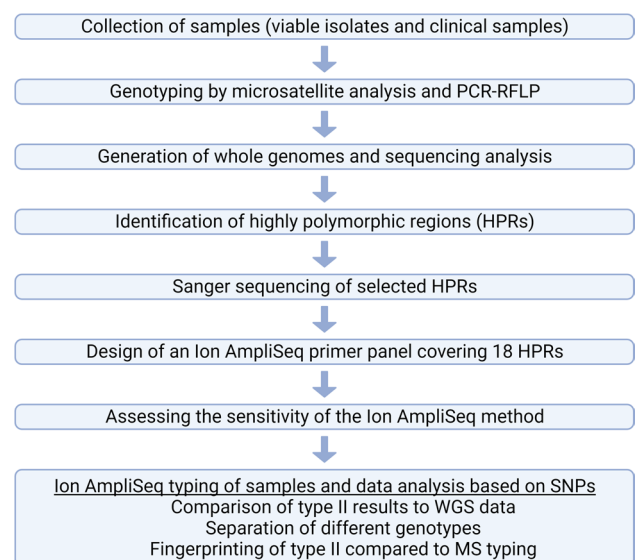 Collection of samples (viable isolates and clinical samples)
Genotyping by microsatellite analysis and PCR-RFLP
Generation of whole genomes and sequencing analysis
Identification of highly polymorphic regions (HPRs)
Sanger sequencing of selected HPRs
Design of an Ion AmpliSeq primer panel covering 18 HPRs
Assessing the sensitivity of the Ion AmpliSeq method
Ion AmpliSeq typing of samples and data analysis based on SNPs
Comparison of type II results to WGS data
Separation of different genotypes
Fingerprinting of type II compared to MS typing